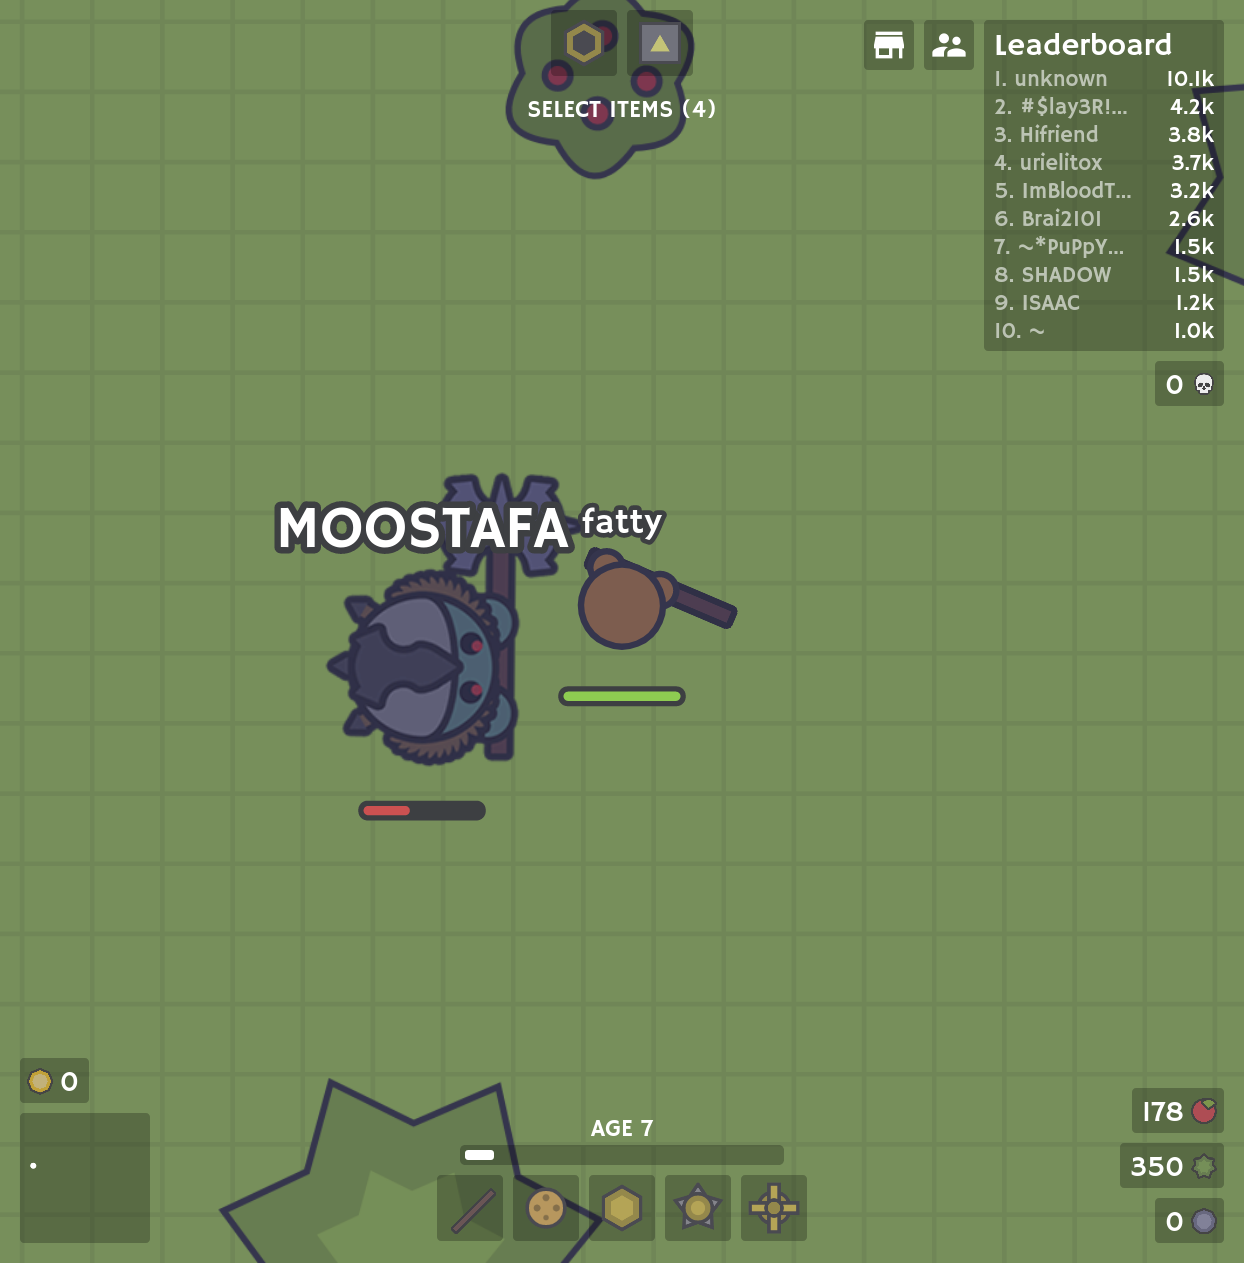 SELECT ITEMS (4)
Leaderboard
1. unknown 10.1k
2. #$lay3R!... 4.2k
3. Hifriend 3.8k
4. urielitox 3.7k
5. ImBloodT... 3.2k
6. Brai2101 2.6k
7. ~*PuPpY... 1.5k
8. SHADOW 1.5k
9. ISAAC 1.2k
10. ~ 1.0k
0
MOOSTAFA
fatty
0
AGE 7
178
350
0